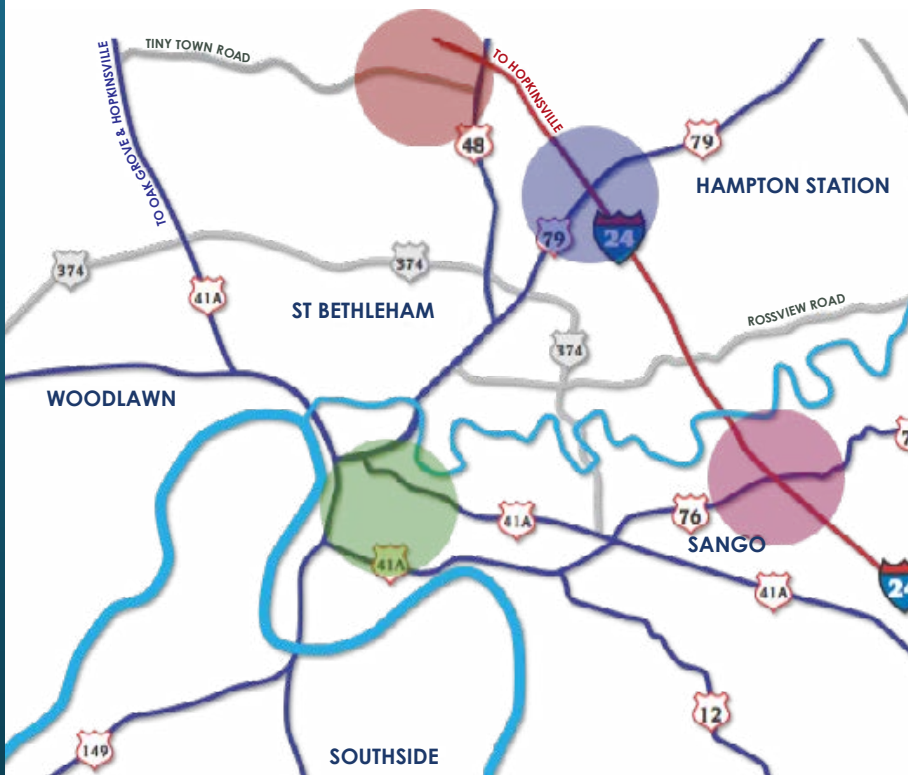 TINY TOWN ROAD
TO OAK GROVE & HOPKINSVILLE
TO HOPKINSVILLE
48
79
HAMPTON STATION
79
24
374
374
41A
ST BETHLEHAM
ROSSVIEW ROAD
374
WOODLAWN
7
41A
76
SANGO
41A
41A
24
12
149
SOUTHSIDE